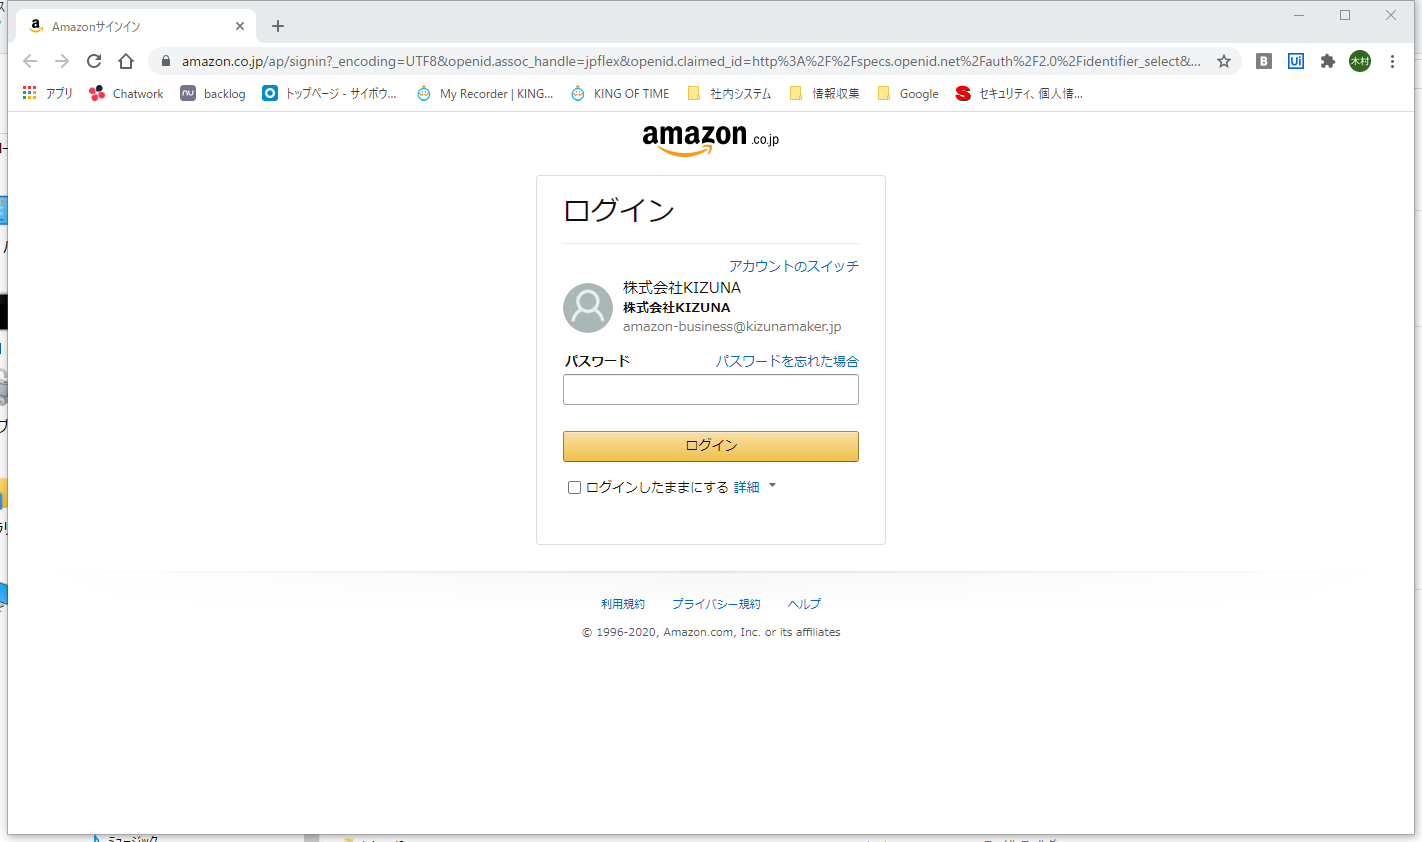 Amazonサインイン
amazon.co.jp/ap/signin?_encoding=UTF8&openid.assoc_handle=jpflex&openid.claimed_id=http%3A%2F%2Fspecs.openid.net%2Fauth%2F2.0%2Fidentifier_select&...
B Ui 木村
アプリ Chatwork nu backlog トップページ - サイボウ... My Recorder | KING... KING OF TIME 社内システム 情報収集 Google S セキュリティ、個人情...
amazon.co.jp
ログイン
アカウントのスイッチ
株式会社KIZUNA
株式会社KIZUNA
amazon-business@kizunamaker.jp
パスワード パスワードを忘れた場合
ログイン
ログインしたままにする 詳細
利用規約 プライバシー規約 ヘルプ
© 1996-2020, Amazon.com, Inc. or its affiliates
ミュージック